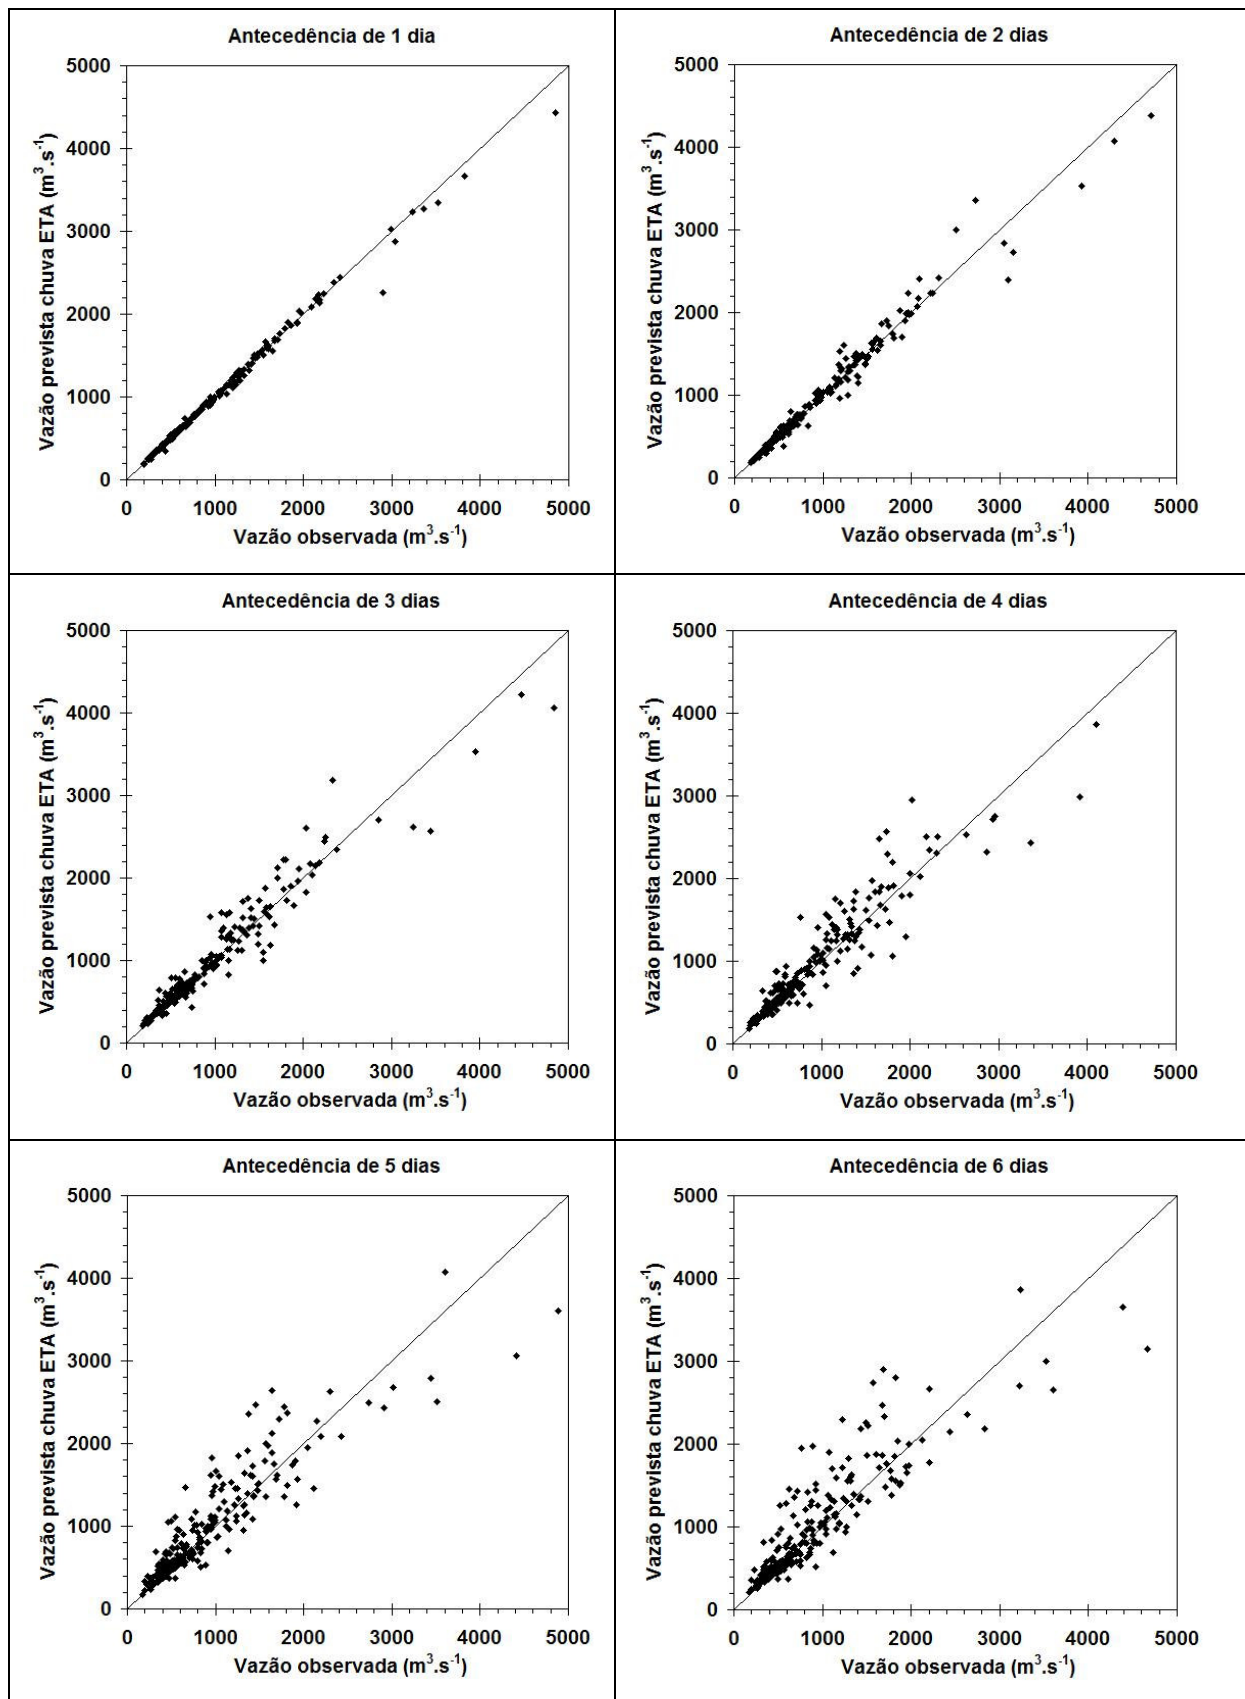 Antecedência de 1 dia
Vazão prevista chuva ETA (m³.s⁻¹)
5000
4000
3000
2000
1000
0
0 1000 2000 3000 4000 5000
Vazão observada (m³.s⁻¹)
Antecedência de 2 dias
Vazão prevista chuva ETA (m³.s⁻¹)
5000
4000
3000
2000
1000
0
0 1000 2000 3000 4000 5000
Vazão observada (m³.s⁻¹)
Antecedência de 3 dias
Vazão prevista chuva ETA (m³.s⁻¹)
5000
4000
3000
2000
1000
0
0 1000 2000 3000 4000 5000
Vazão observada (m³.s⁻¹)
Antecedência de 4 dias
Vazão prevista chuva ETA (m³.s⁻¹)
5000
4000
3000
2000
1000
0
0 1000 2000 3000 4000 5000
Vazão observada (m³.s⁻¹)
Antecedência de 5 dias
Vazão prevista chuva ETA (m³.s⁻¹)
5000
4000
3000
2000
1000
0
0 1000 2000 3000 4000 5000
Vazão observada (m³.s⁻¹)
Antecedência de 6 dias
Vazão prevista chuva ETA (m³.s⁻¹)
5000
4000
3000
2000
1000
0
0 1000 2000 3000 4000 5000
Vazão observada (m³.s⁻¹)